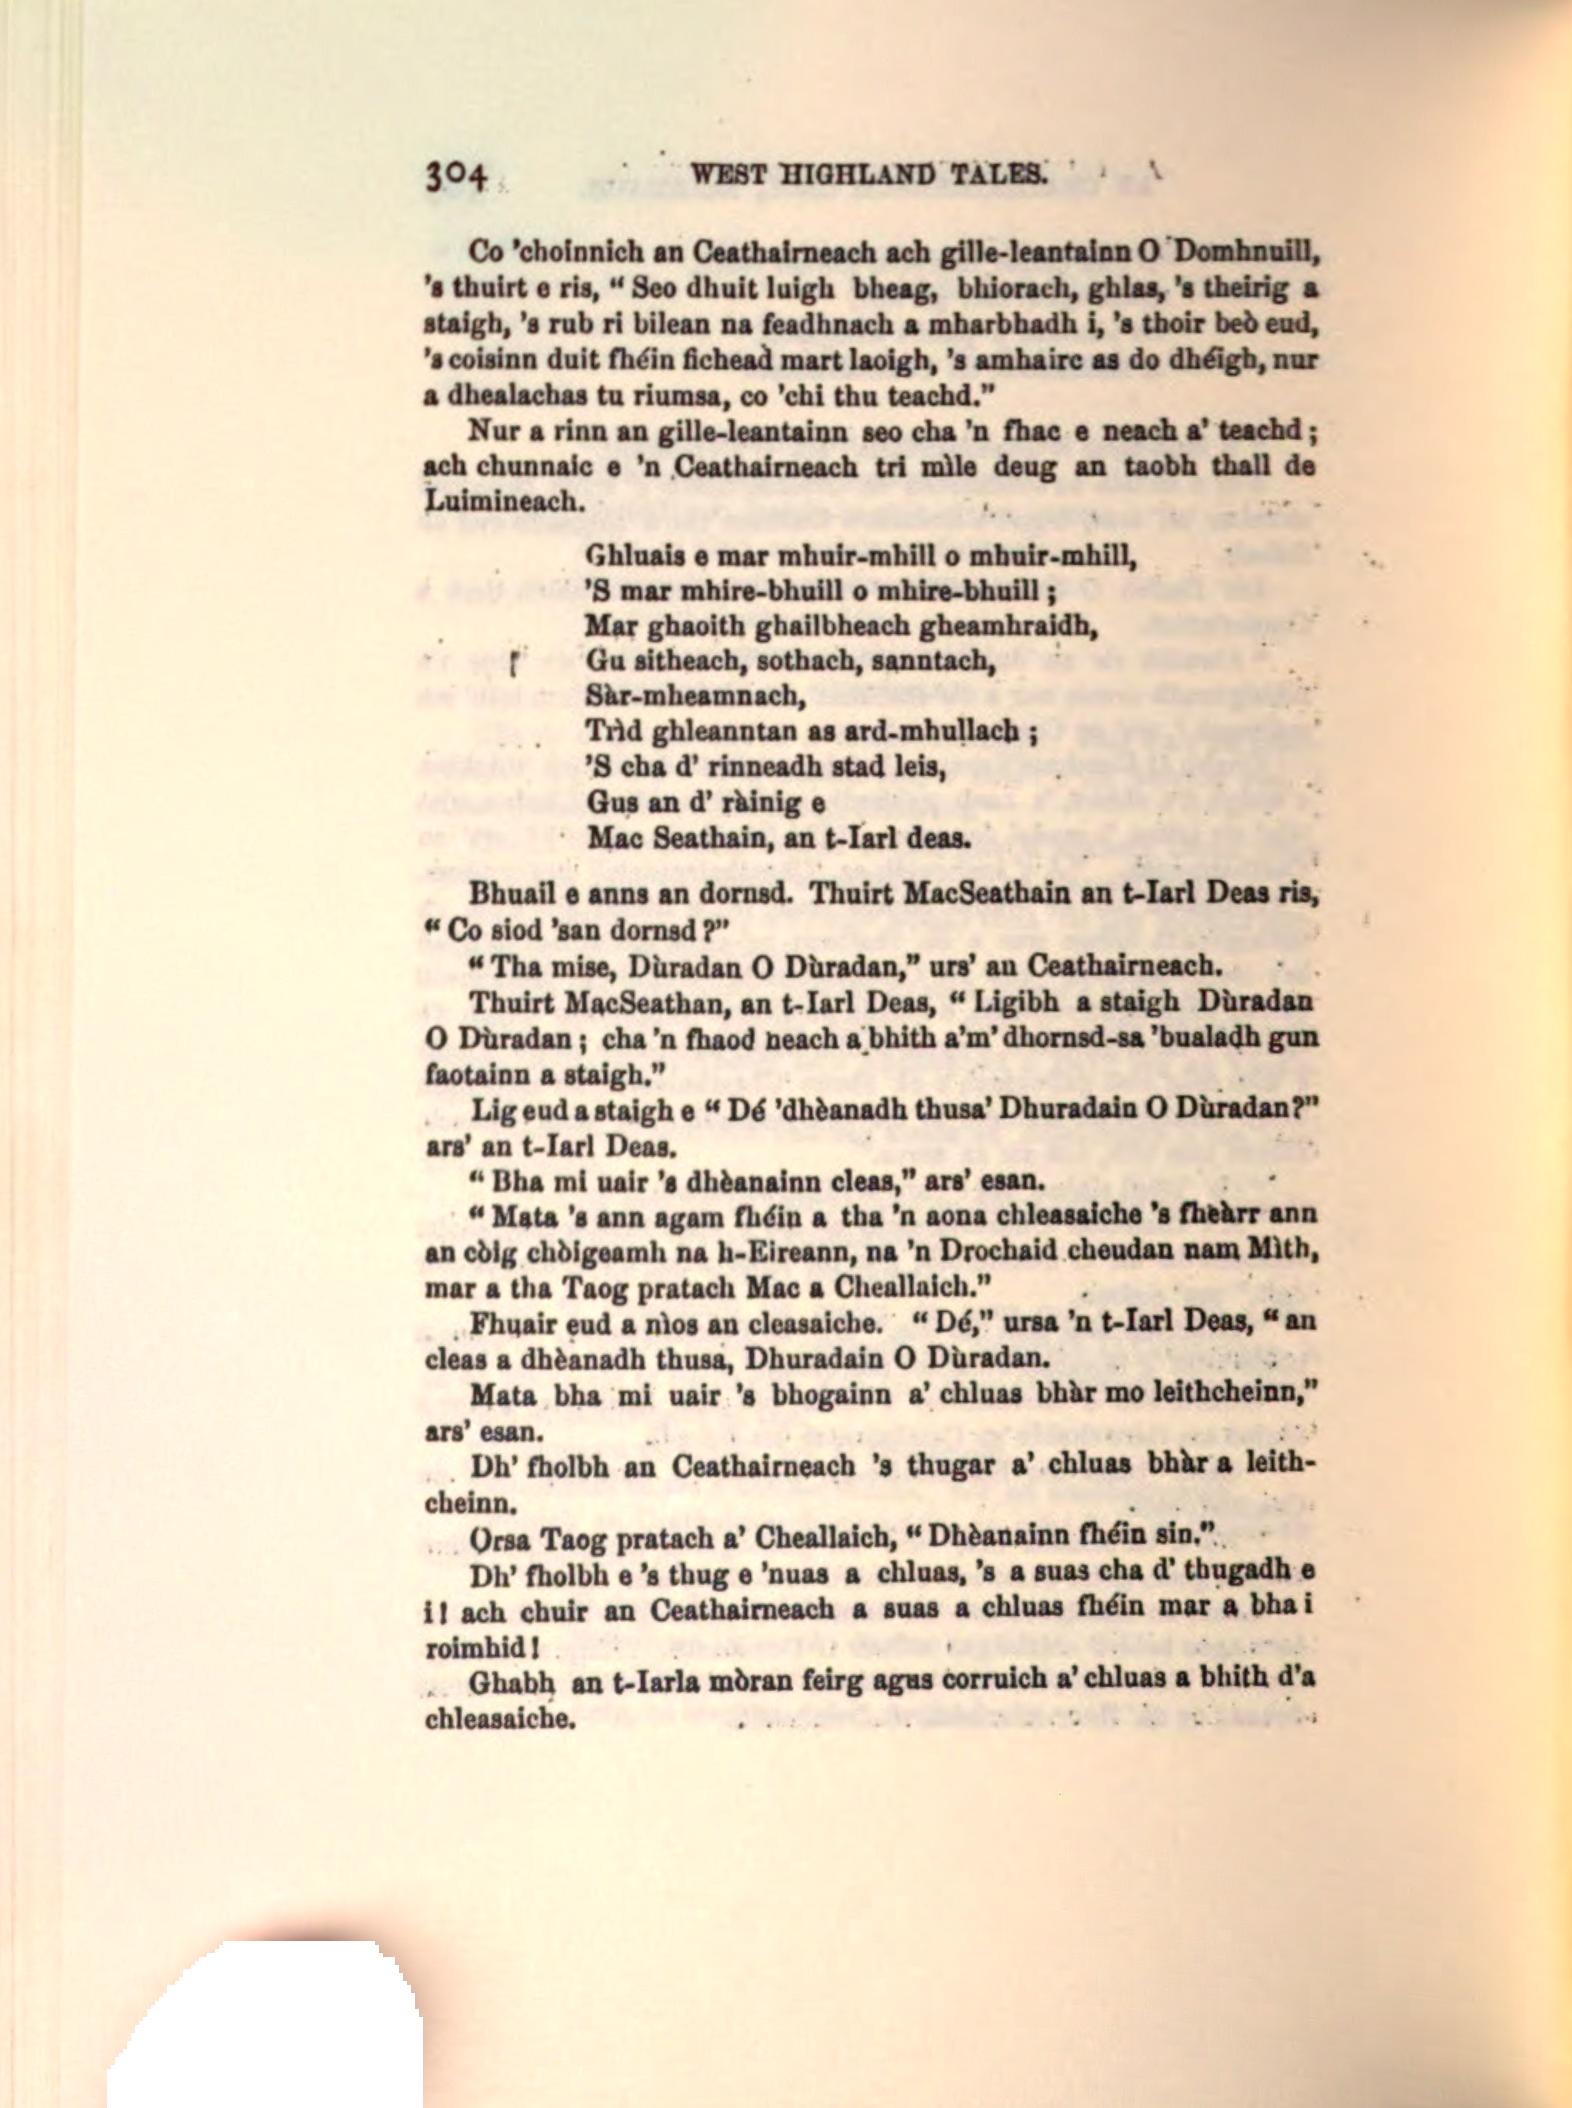 304 WEST HIGHLAND TALES.
Co 'choinnich an Ceathairneach ach gille-leantainn O Domhnuill,
's thuirt e ris, “ Seo dhuit luigh bheag, bhiorach, ghlas, 's theirig a
staigh, 's rub ri bilean na feadhnach a mharbhadh i, 's thoir beò eud,
's coisinn duit fhéin fichead mart laoigh, 's amhairc as do dhéigh, nur
a dhealachas tu riumsa, co 'chi thu teachd.”
Nur a rinn an gille-leantainn seo cha 'n fhac e neach a' teachd ;
ach chunnaic e 'n Ceathairneach tri mìle deug an taobh thall de
Luimineach.
Ghluais e mar mhuir-mhill o mhuir-mhill,
'S mar mhire-bhuill o mhire-bhuill ;
Mar ghaoith ghailbheach gheamhraidh,
Gu sitheach, sothach, sanntach,
Sàr-mheamnach,
Trìd ghleanntan as ard-mhullach ;
'S cha d' rinneadh stad leis,
Gus an d' ràinig e
Mac Seathain, an t-Iarl deas.
Bhuail e anns an dornsd. Thuirt MacSeathain an t-Iarl Deas ris,
“ Co siod 'san dornsd ?”
“ Tha mise, Dùradan O Dùradan,” urs' an Ceathairneach.
Thuirt MacSeathan, an t-Iarl Deas, “ Ligibh a staigh Dùradan
O Dùradan ; cha 'n fhaod neach a bhith a'm' dhornsd-sa 'bualadh gun
faotainn a staigh.”
Lig eud a staigh e “ Dé 'dhèanadh thusa' Dhuradain O Dùradan?”
ars' an t-Iarl Deas.
“ Bha mi uair 's dhèanainn cleas,” ars' esan.
“ Mata 's ann agam fhéin a tha 'n aona chleasaiche 's fheàrr ann
an còig chòigeamh na h-Eireann, na 'n Drochaid cheudan nam Mìth,
mar a tha Taog pratach Mac a Cheallaich.”
Fhuair eud a nìos an cleasaiche. “ Dé,” ursa 'n t-Iarl Deas, “ an
cleas a dhèanadh thusa, Dhuradain O Dùradan.
Mata bha mi uair 's bhogainn a' chluas bhàr mo leithcheinn,”
ars' esan.
Dh' fholbh an Ceathairneach 's thugar a' chluas bhàr a leith-
cheinn.
Orsa Taog pratach a' Cheallaich, “ Dhèanainn fhéin sin.”
Dh' fholbh e 's thug e 'nuas a chluas, 's a suas cha d' thugadh e
i! ach chuir an Ceathairneach a suas a chluas fhéin mar a bha i
roimhid !
Ghabh an t-Iarla mòran feirg agus corruich a' chluas a bhith d'a
chleasaiche.